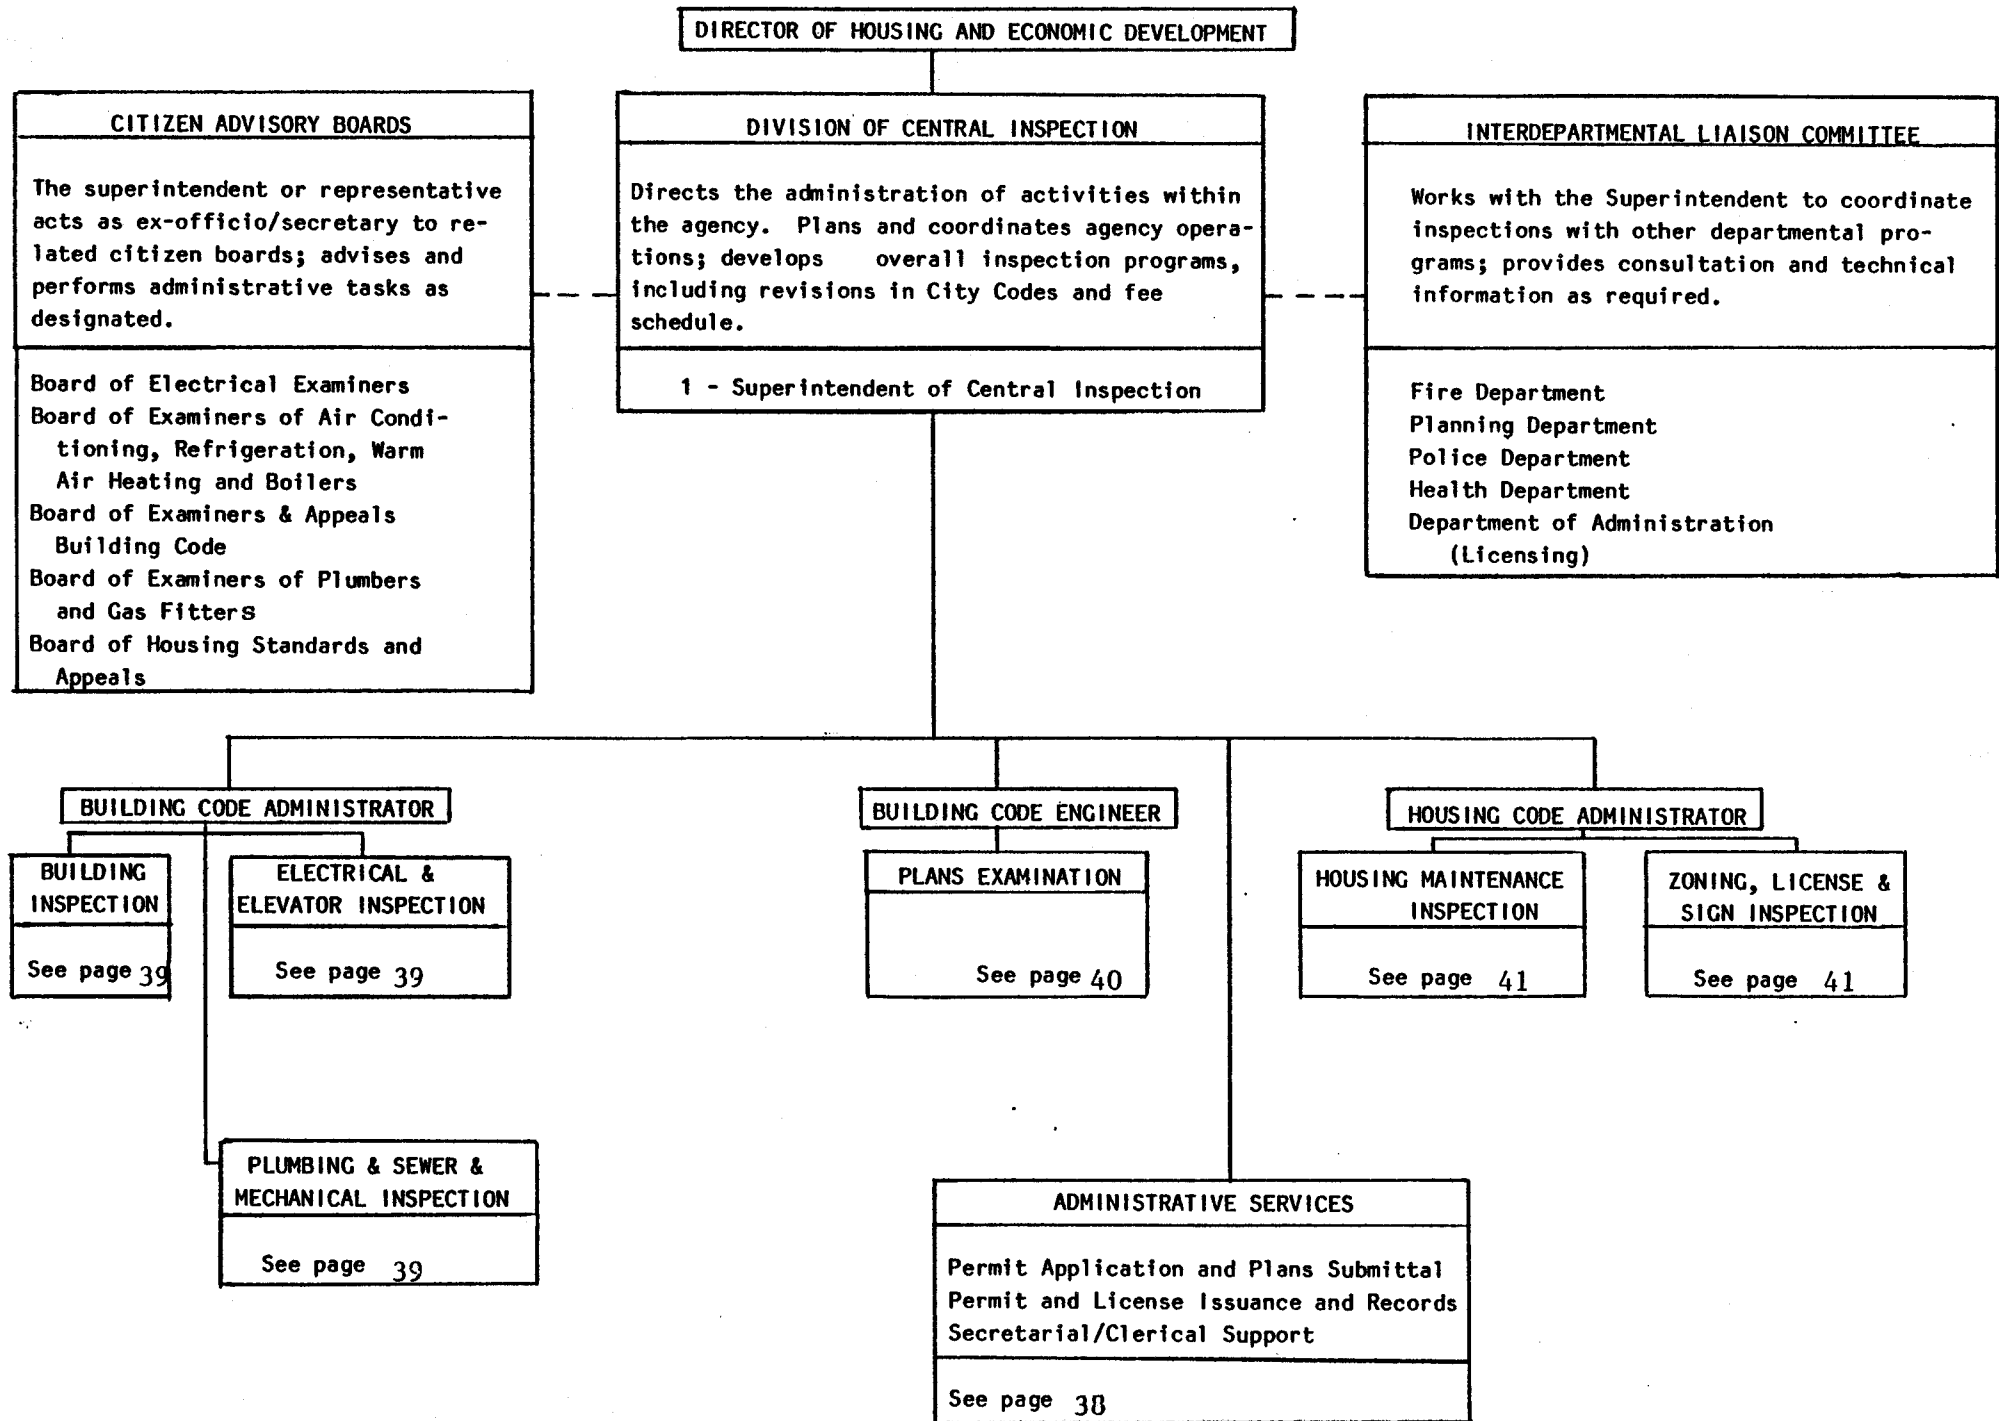 DIRECTOR OF HOUSING AND ECONOMIC DEVELOPMENT
CITIZEN ADVISORY BOARDS
The superintendent or representative
acts as ex-officio/secretary to re-
lated citizen boards; advises and
performs administrative tasks as
designated.
Board of Electrical Examiners
Board of Examiners of Air Condi-
tioning, Refrigeration, Warm
Air Heating and Boilers
Board of Examiners & Appeals
Building Code
Board of Examiners of Plumbers
and Gas Fitters
Board of Housing Standards and
Appeals
DIVISION OF CENTRAL INSPECTION
Directs the administration of activities within
the agency. Plans and coordinates agency opera-
tions; develops overall inspection programs,
including revisions in City Codes and fee
schedule.
1 - Superintendent of Central Inspection
INTERDEPARTMENTAL LIAISON COMMITTEE
Works with the Superintendent to coordinate
inspections with other departmental pro-
grams; provides consultation and technical
information as required.
Fire Department
Planning Department
Police Department
Health Department
Department of Administration
(Licensing)
BUILDING CODE ADMINISTRATOR
BUILDING
INSPECTION
See page 39
ELECTRICAL &
ELEVATOR INSPECTION
See page 39
PLUMBING & SEWER &
MECHANICAL INSPECTION
See page 39
BUILDING CODE ENGINEER
PLANS EXAMINATION
See page 40
HOUSING CODE ADMINISTRATOR
HOUSING MAINTENANCE
INSPECTION
See page 41
ZONING, LICENSE &
SIGN INSPECTION
See page 41
ADMINISTRATIVE SERVICES
Permit Application and Plans Submittal
Permit and License Issuance and Records
Secretarial/Clerical Support
See page 38